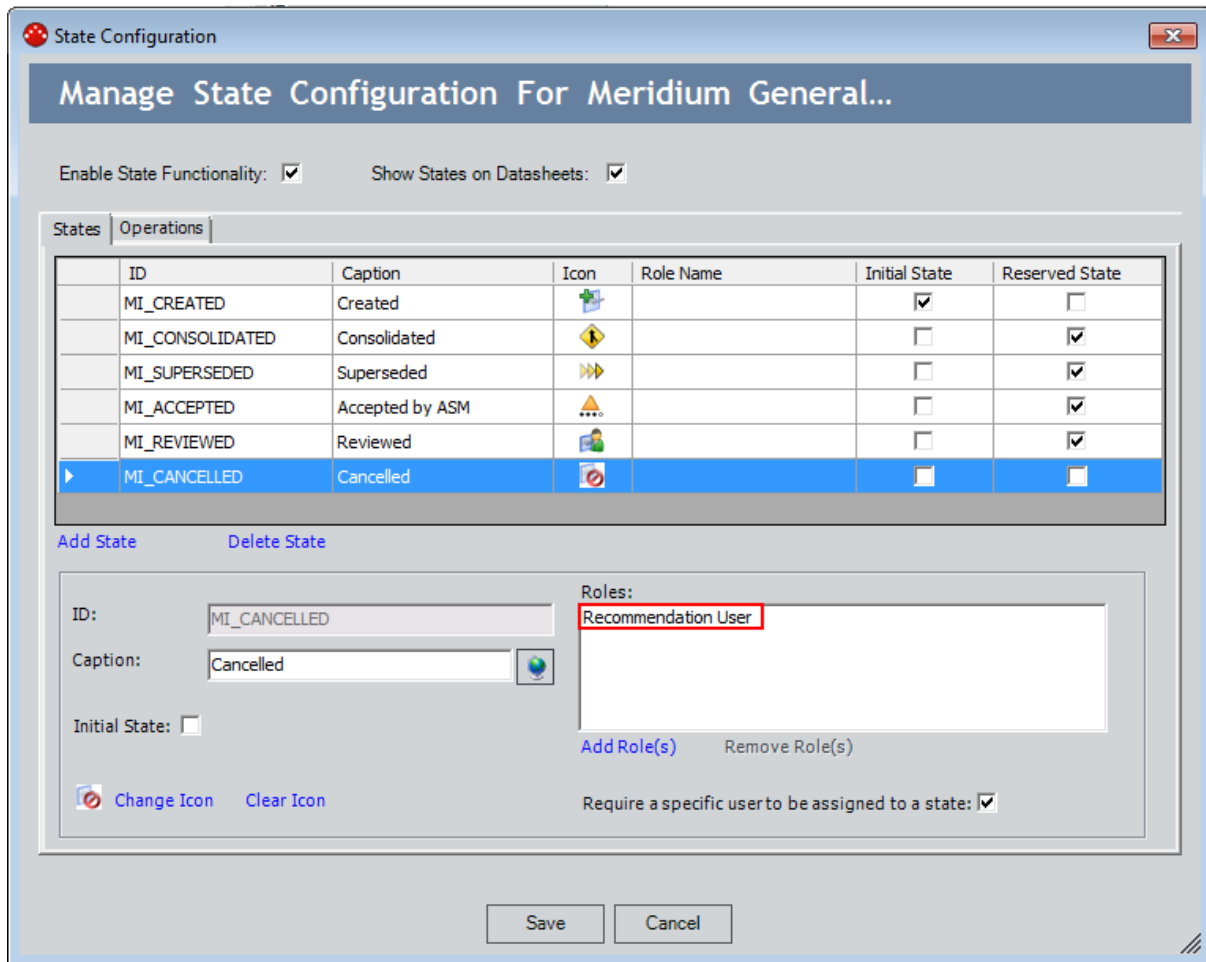 State Configuration
Manage State Configuration For Meridium General...
Enable State Functionality: Show States on Datasheets:
States Operations
ID Caption Icon Role Name Initial State Reserved State
MI_CREATED Created
MI_CONSOLIDATED Consolidated
MI_SUPERSEDED Superseded
MI_ACCEPTED Accepted by ASM
MI_REVIEWED Reviewed
MI_CANCELLED Cancelled
Add State Delete State
Roles:
ID: MI_CANCELLED Recommendation User
Caption: Cancelled
Initial State:
Add Role(s) Remove Role(s)
Change Icon Clear Icon Require a specific user to be assigned to a state:
Save Cancel